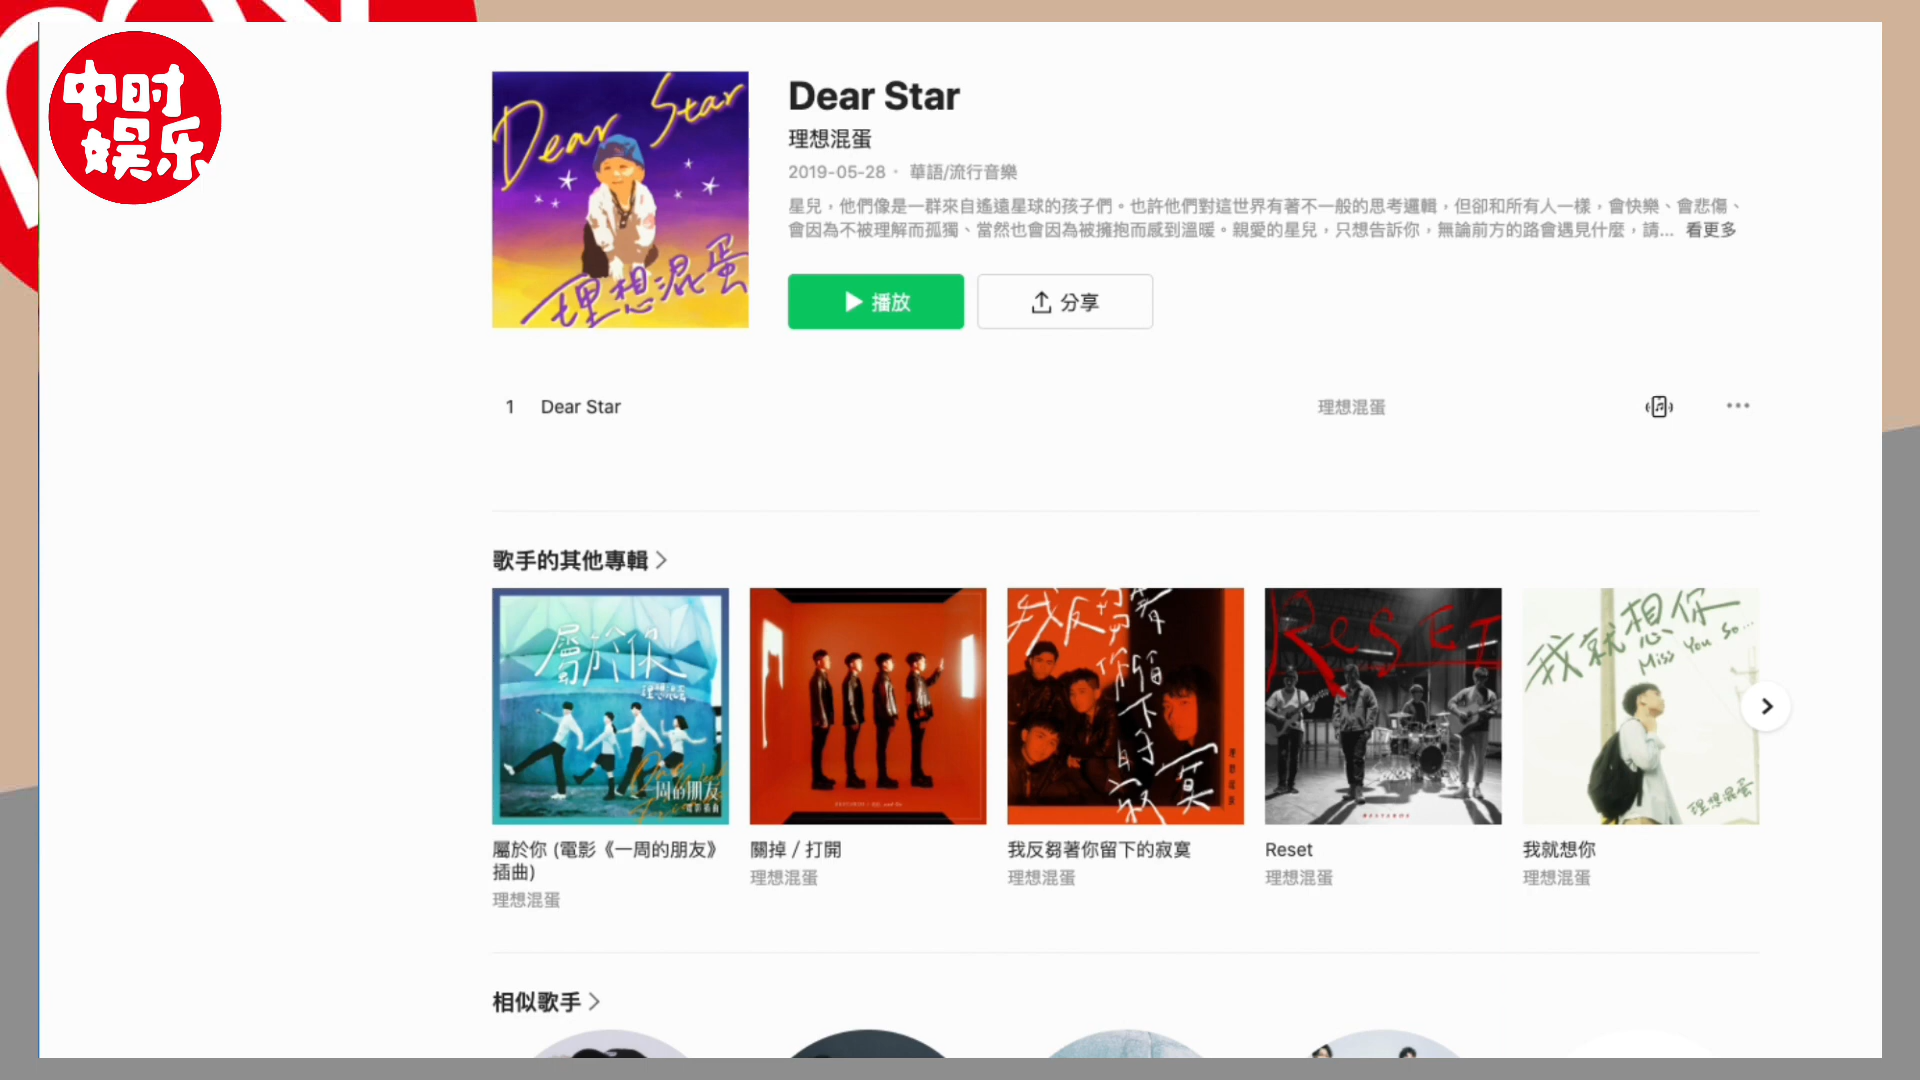 中时
娱乐
Dear Star
理想混蛋
Dear Star
理想混蛋
2019-05-28 · 華語/流行音樂
星兒，他們像是一群來自遙遠星球的孩子們。也許他們對這世界有著不一般的思考邏輯，但卻和所有人一樣，會快樂、會悲傷、
會因為不被理解而孤獨、當然也會因為被擁抱而感到溫暖。親愛的星兒，只想告訴你，無論前方的路會遇見什麼，請... 看更多
播放
分享
1 Dear Star 理想混蛋
歌手的其他專輯
屬於你
理想混蛋
一周的朋友
電影插曲
我反芻著
你留下的
寂寞
理想混蛋
RESET
我就想你
Miss You So...
理想混蛋
屬於你 (電影《一周的朋友》
插曲)
理想混蛋
關掉 / 打開
理想混蛋
我反芻著你留下的寂寞
理想混蛋
Reset
理想混蛋
我就想你
理想混蛋
相似歌手